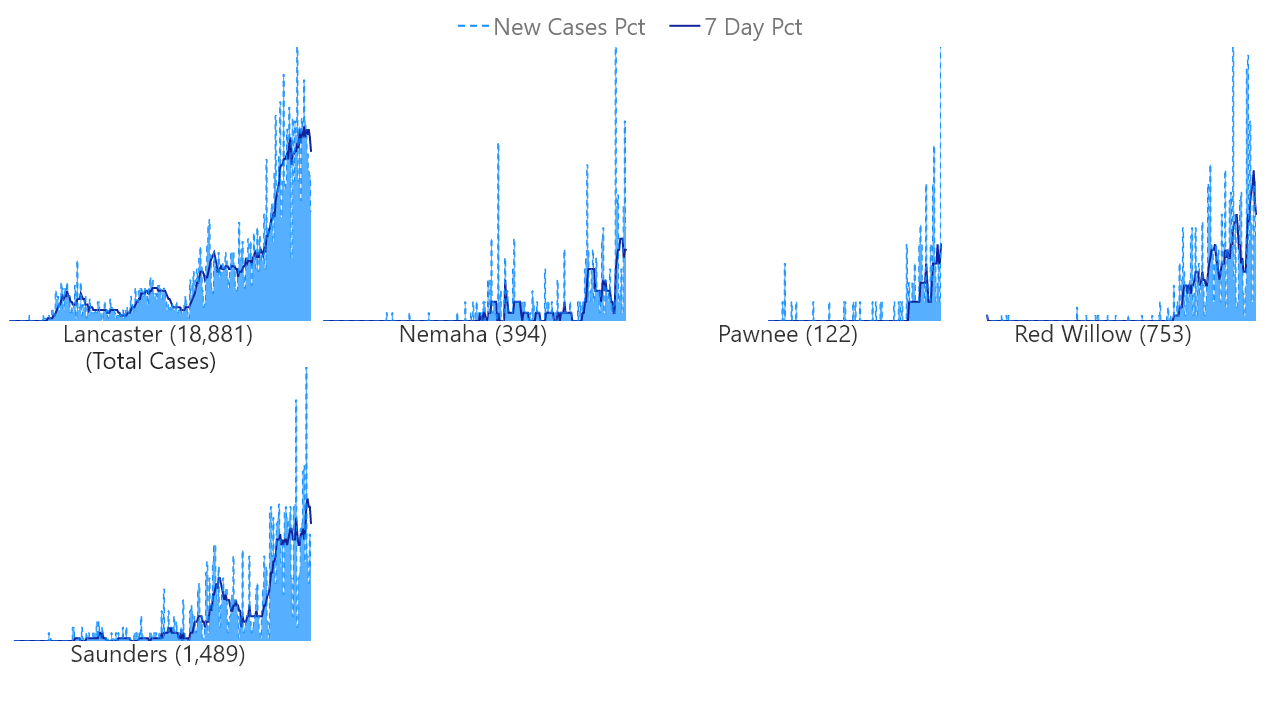 New Cases Pct 7 Day Pct
Lancaster (18,881)
(Total Cases)
Nemaha (394)
Pawnee (122)
Red Willow (753)
Saunders (1,489)